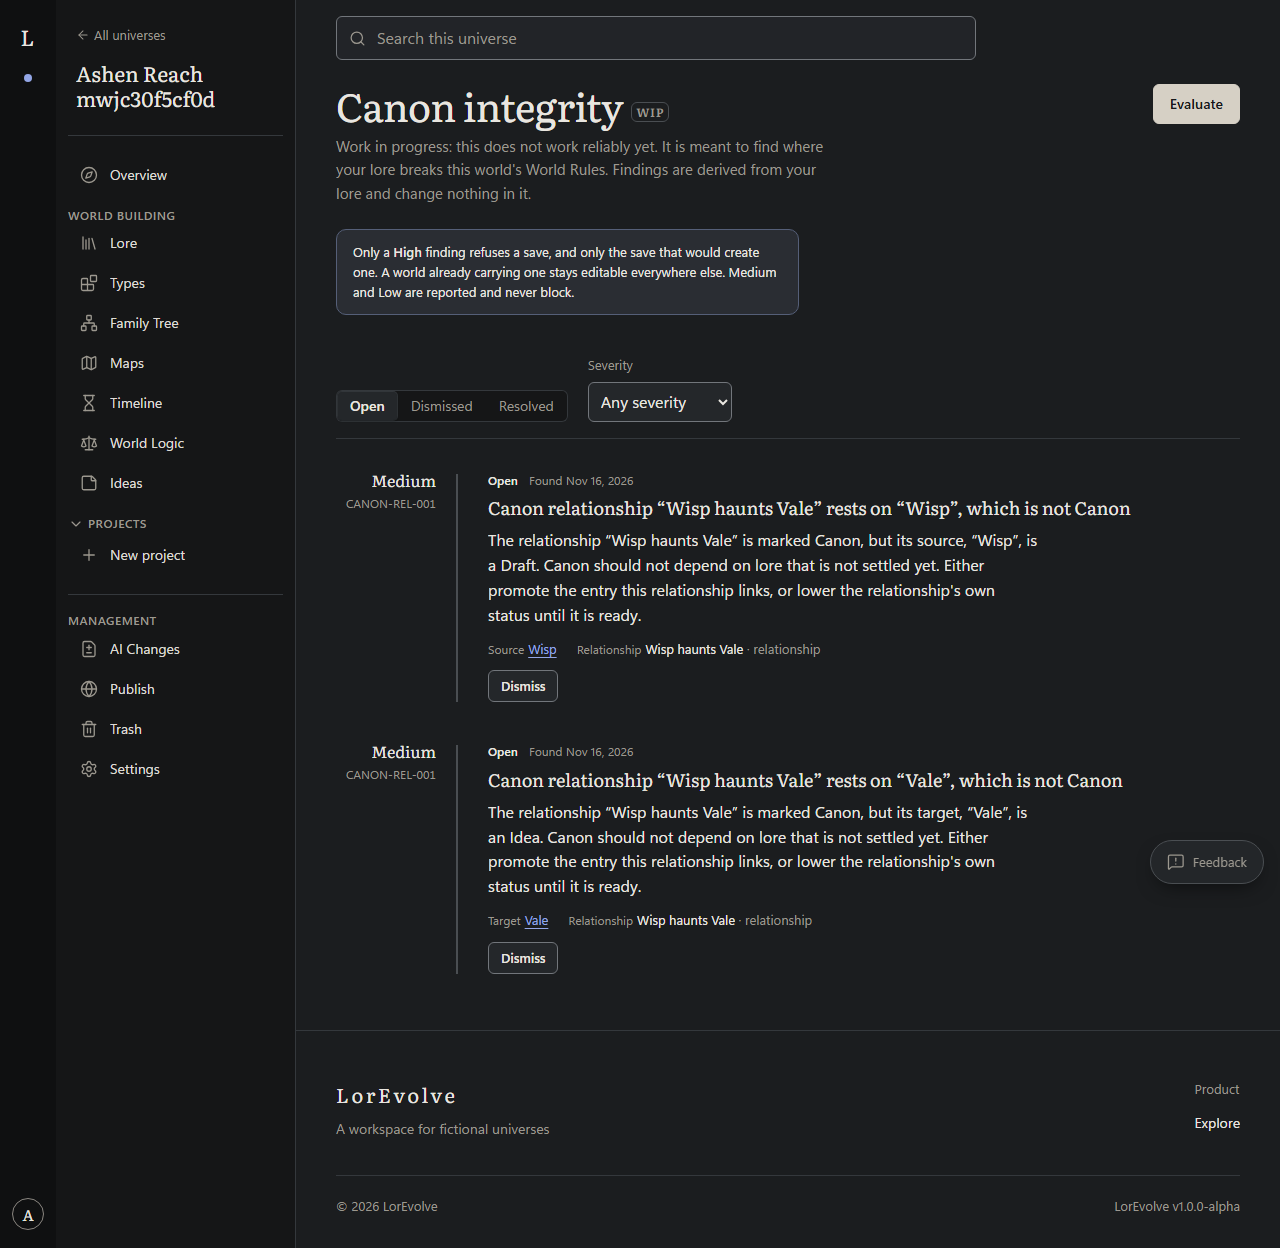 L
All universes
Ashen Reach
mwjc30f5cf0d
Overview
WORLD BUILDING
Lore
Types
Family Tree
Maps
Timeline
World Logic
Ideas
PROJECTS
New project
MANAGEMENT
AI Changes
Publish
Trash
Settings
A
Search this universe
Canon integrity WIP
Evaluate
Work in progress: this does not work reliably yet. It is meant to find where
your lore breaks this world's World Rules. Findings are derived from your
lore and change nothing in it.
Only a High finding refuses a save, and only the save that would create
one. A world already carrying one stays editable everywhere else. Medium
and Low are reported and never block.
Severity
Open Dismissed Resolved
Any severity
Medium
CANON-REL-001
Open Found Nov 16, 2026
Canon relationship “Wisp haunts Vale” rests on “Wisp”, which is not Canon
The relationship “Wisp haunts Vale” is marked Canon, but its source, “Wisp”, is
a Draft. Canon should not depend on lore that is not settled yet. Either
promote the entry this relationship links, or lower the relationship's own
status until it is ready.
Source Wisp Relationship Wisp haunts Vale · relationship
Dismiss
Medium
CANON-REL-001
Open Found Nov 16, 2026
Canon relationship “Wisp haunts Vale” rests on “Vale”, which is not Canon
The relationship “Wisp haunts Vale” is marked Canon, but its target, “Vale”, is
an Idea. Canon should not depend on lore that is not settled yet. Either
promote the entry this relationship links, or lower the relationship's own
status until it is ready.
Target Vale Relationship Wisp haunts Vale · relationship
Dismiss
Feedback
LorEvolve
A workspace for fictional universes
Product
Explore
© 2026 LorEvolve
LorEvolve v1.0.0-alpha